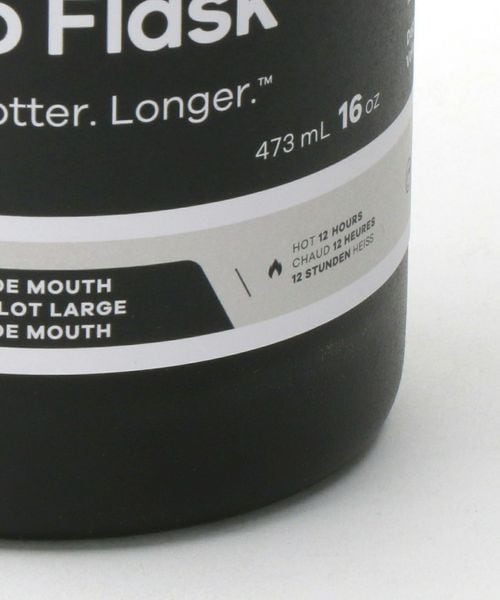 o Flask
otter. Longer.™
473 mL 16 oz
HOT 12 HOURS
CHAUD 12 HEURES
12 STUNDEN HEISS
DE MOUTH
LOT LARGE
DE MOUTH